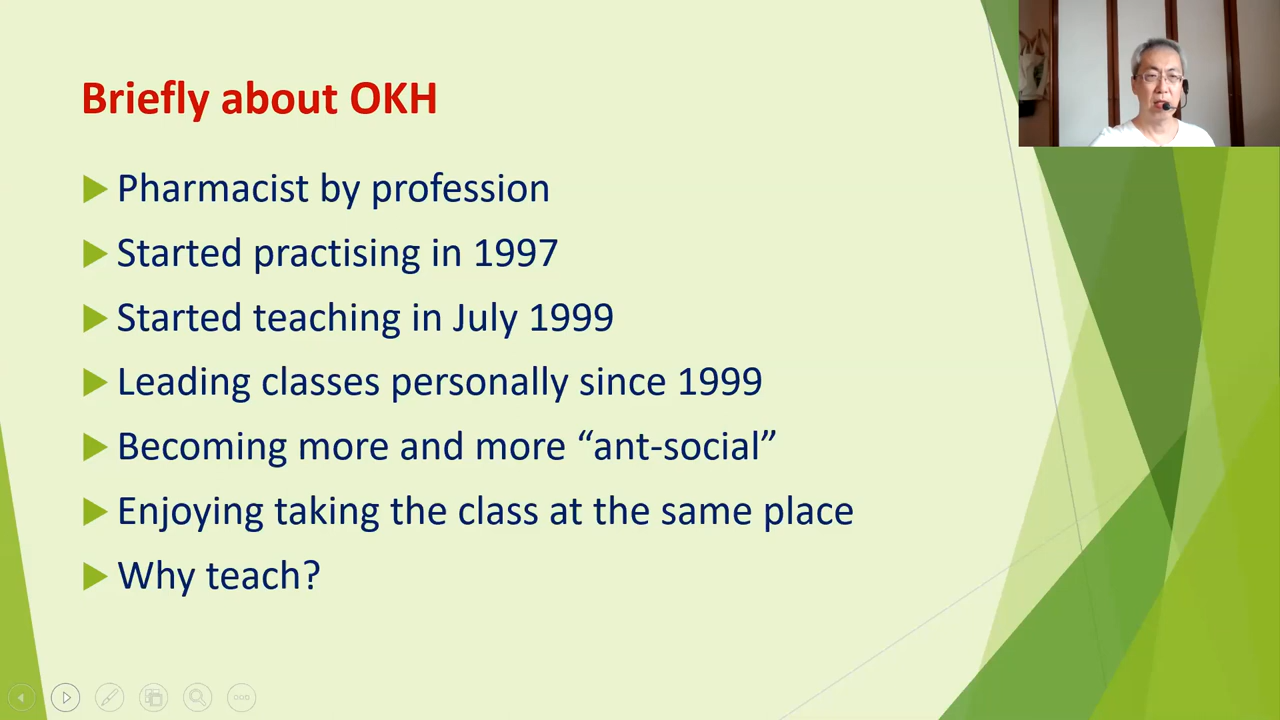 Briefly about OKH
Pharmacist by profession
Started practising in 1997
Started teaching in July 1999
Leading classes personally since 1999
Becoming more and more “ant-social”
Enjoying taking the class at the same place
Why teach?